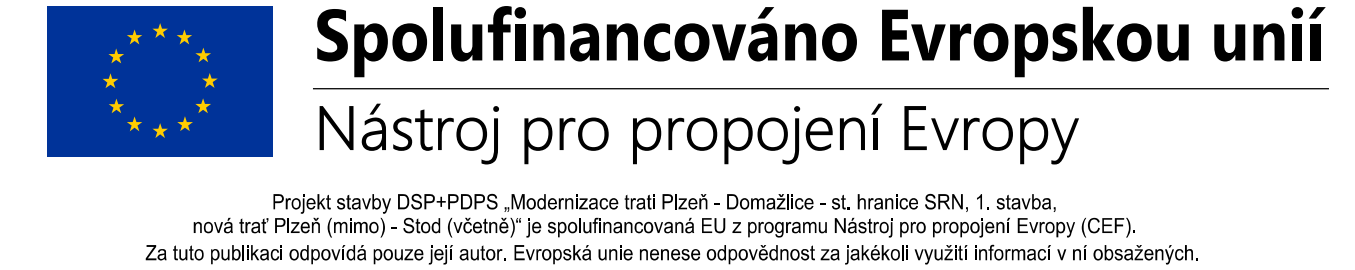 Spolufinancováno Evropskou unií
Nástroj pro propojení Evropy
Projekt stavby DSP+PDPS „Modernizace trati Plzeň - Domažlice - st. hranice SRN, 1. stavba,
nová trať Plzeň (mimo) - Stod (včetně)“ je spolufinancovaná EU z programu Nástroj pro propojení Evropy (CEF).
Za tuto publikaci odpovídá pouze její autor. Evropská unie nenese odpovědnost za jakékoli využití informací v ní obsažených.